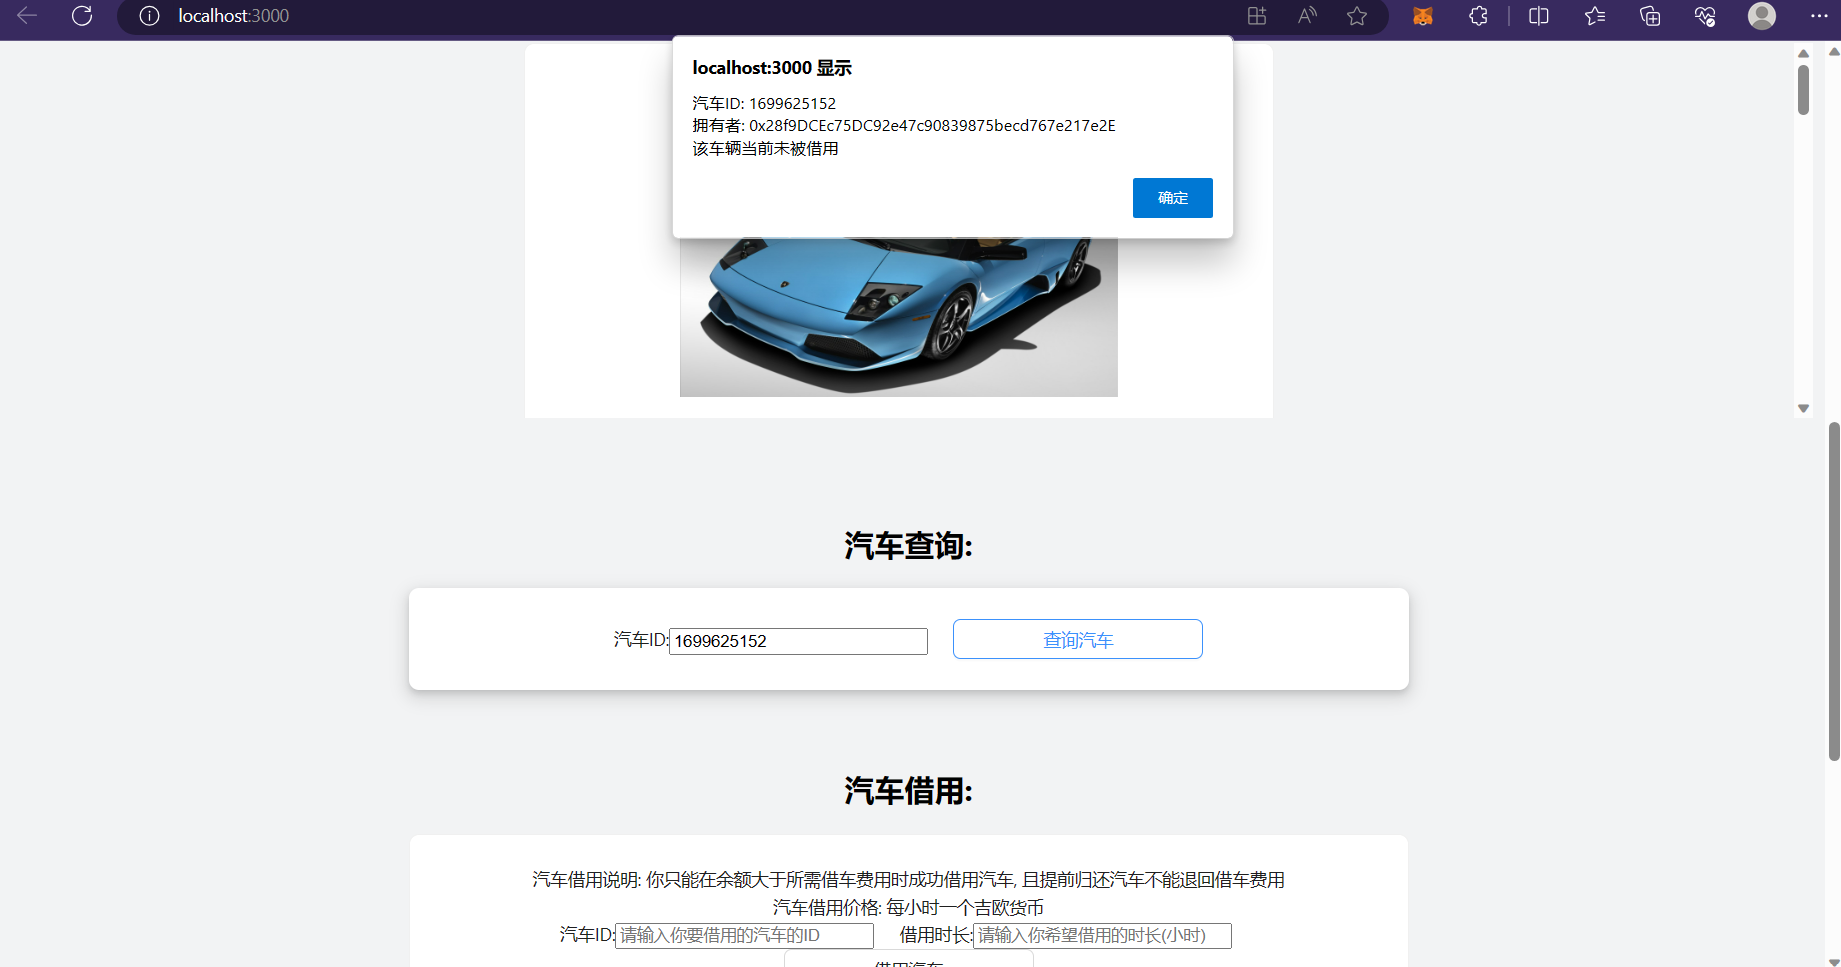 localhost:3000
localhost:3000 显示
汽车ID: 1699625152
拥有者: 0x28f9DCEc75DC92e47c90839875becd767e217e2E
该车辆当前未被借用
确定
汽车查询:
汽车ID: 1699625152 查询汽车
汽车借用:
汽车借用说明: 你只能在余额大于所需借车费用时成功借用汽车, 且提前归还汽车不能退回借车费用
汽车借用价格: 每小时一个吉欧货币
汽车ID: 请输入你要借用的汽车的ID 借用时长: 请输入你希望借用的时长(小时)
借用汽车